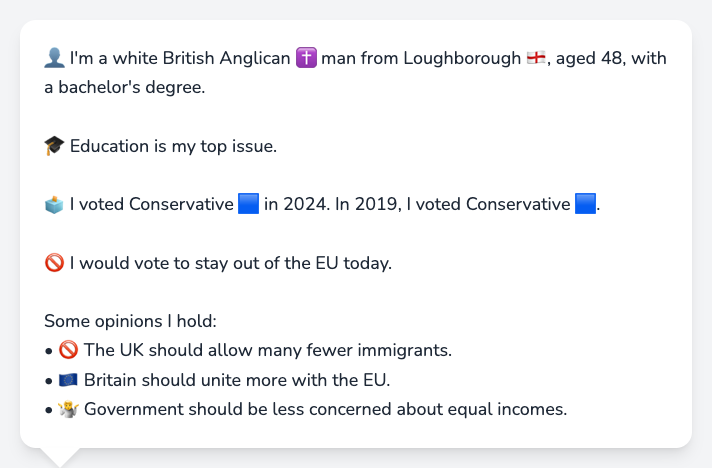 👤 I'm a white British Anglican ✝️ man from Loughborough 🏴󠁧󠁢󠁥󠁮󠁧󠁿, aged 48, with
a bachelor's degree.
🎓 Education is my top issue.
🗳️ I voted Conservative 🟦 in 2024. In 2019, I voted Conservative 🟦.
🚫 I would vote to stay out of the EU today.
Some opinions I hold:
• 🚫 The UK should allow many fewer immigrants.
• 🇪🇺 Britain should unite more with the EU.
• 🤷 Government should be less concerned about equal incomes.